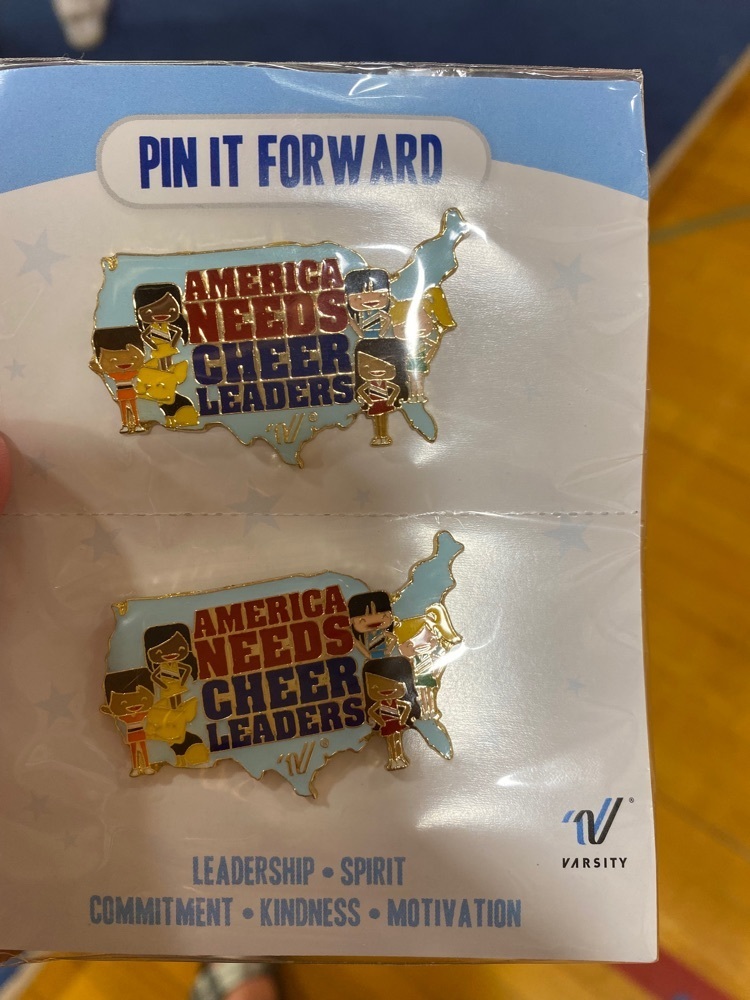 PIN IT FORWARD
AMERICA
NEEDS
CHEER
LEADERS
®
AMERICA
NEEDS
CHEER
LEADERS
®
®
VARSITY
LEADERSHIP • SPIRIT
COMMITMENT • KINDNESS • MOTIVATION